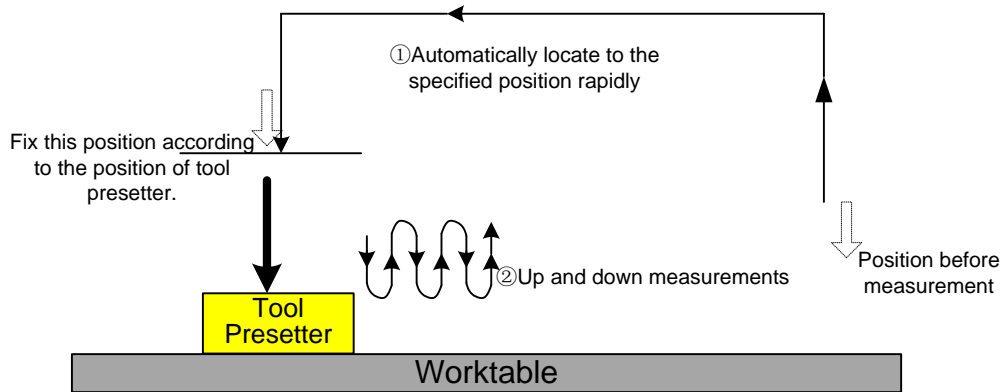 ①Automatically locate to the
specified position rapidly
Fix this position according
to the position of tool
presetter.
②Up and down measurements
Position before
measurement
Tool
Presetter
Worktable